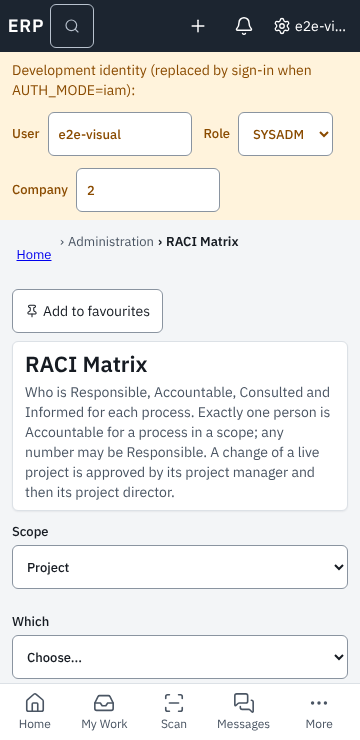 ERP
e2e-vi...
Development identity (replaced by sign-in when
AUTH_MODE=iam):
User
e2e-visual
Role
SYSADM
Company
2
Home › Administration › RACI Matrix
Add to favourites
RACI Matrix
Who is Responsible, Accountable, Consulted and
Informed for each process. Exactly one person is
Accountable for a process in a scope; any
number may be Responsible. A change of a live
project is approved by its project manager and
then its project director.
Scope
Project
Which
Choose...
Home
My Work
Scan
Messages
More